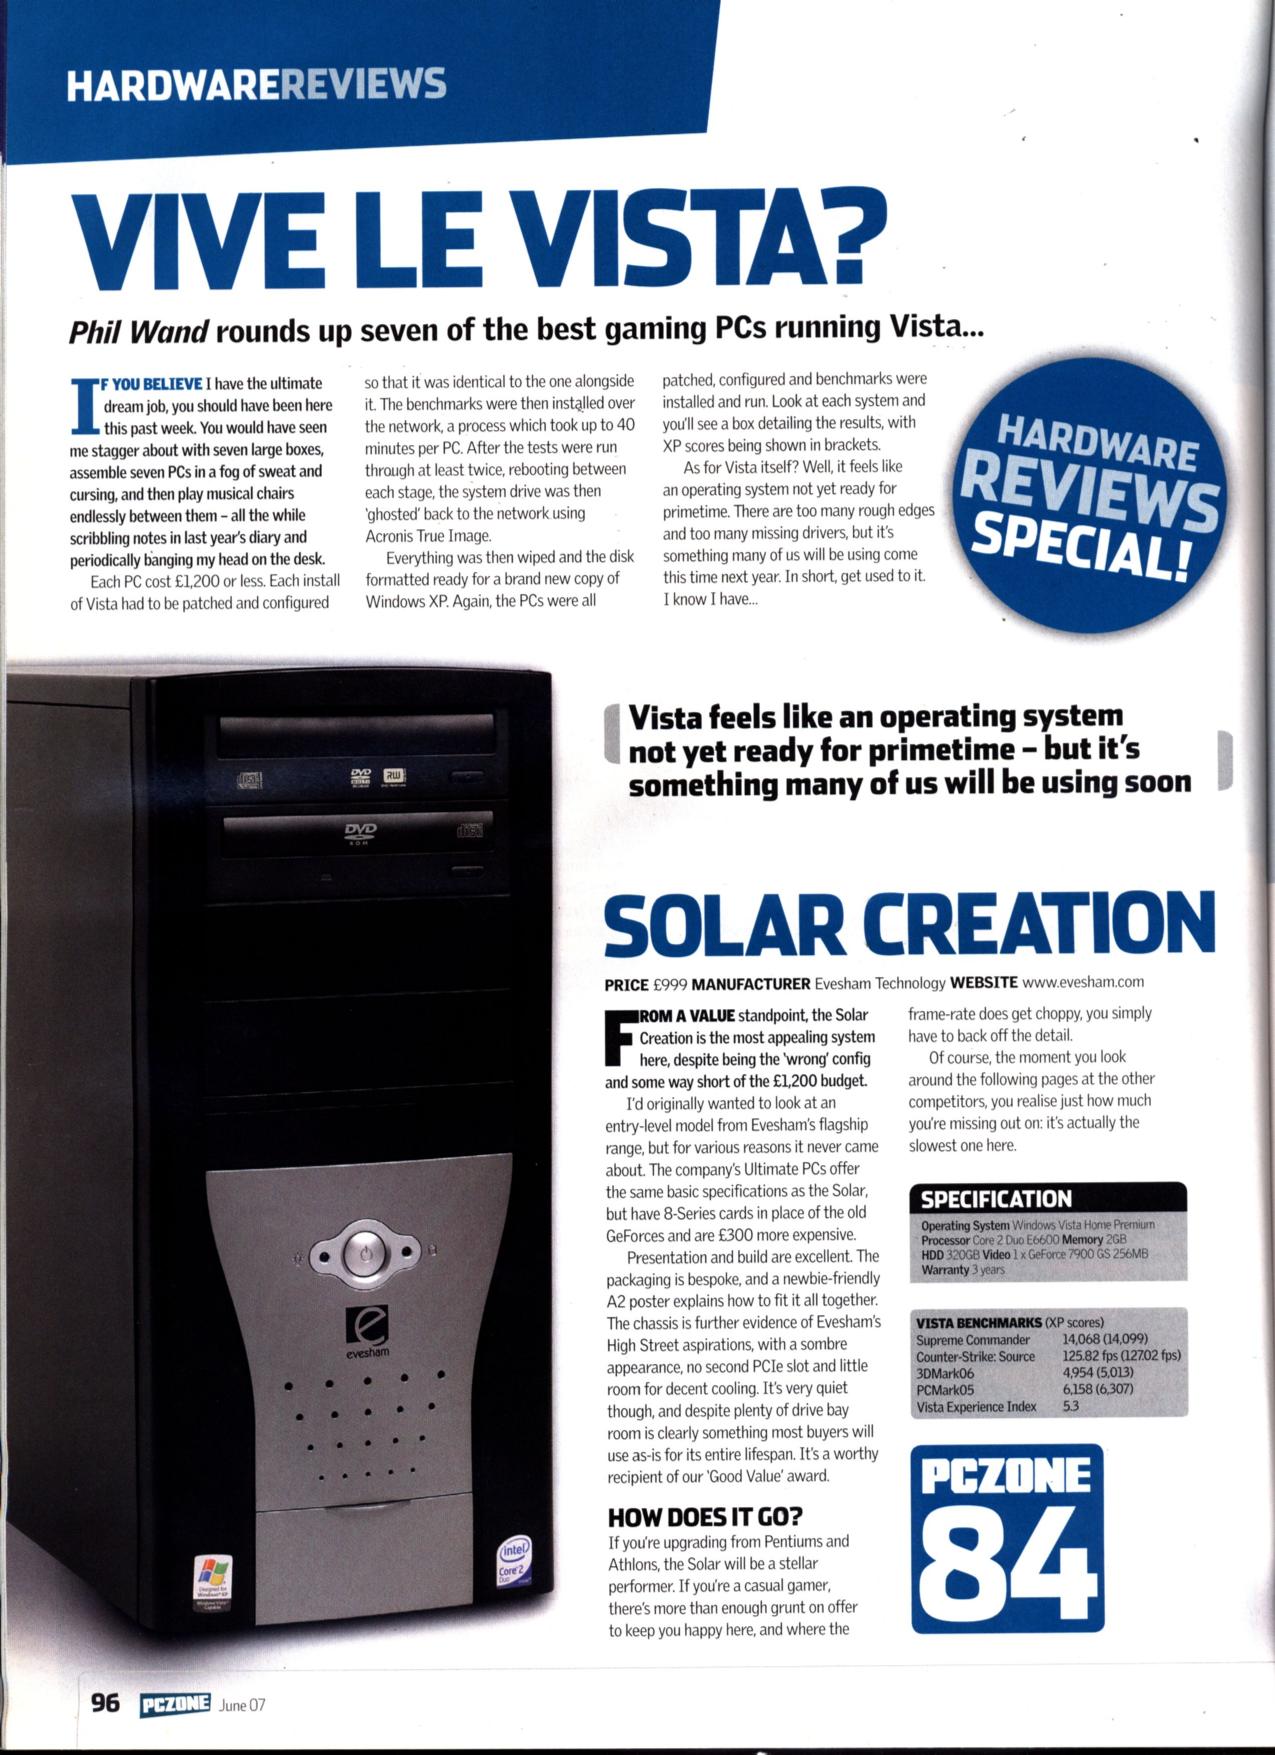 HARDWAREREVIEWS
VIVE LE VISTA?
Phil Wand rounds up seven of the best gaming PCs running Vista...
IF YOU BELIEVE I have the ultimate
dream job, you should have been here
this past week. You would have seen
me stagger about with seven large boxes,
assemble seven PCs in a fog of sweat and
cursing, and then play musical chairs
endlessly between them – all the while
scribbling notes in last year's diary and
periodically banging my head on the desk.
Each PC cost £1,200 or less. Each install
of Vista had to be patched and configured
so that it was identical to the one alongside
it. The benchmarks were then installed over
the network, a process which took up to 40
minutes per PC. After the tests were run
through at least twice, rebooting between
each stage, the system drive was then
'ghosted' back to the network using
Acronis True Image.
Everything was then wiped and the disk
formatted ready for a brand new copy of
Windows XP. Again, the PCs were all
patched, configured and benchmarks were
installed and run. Look at each system and
you'll see a box detailing the results, with
XP scores being shown in brackets.
As for Vista itself? Well, it feels like
an operating system not yet ready for
primetime. There are too many rough edges
and too many missing drivers, but it's
something many of us will be using come
this time next year. In short, get used to it.
I know I have...
HARDWARE
REVIEWS
SPECIAL!
Vista feels like an operating system
not yet ready for primetime – but it's
something many of us will be using soon
DVD
RW
DVD
ROM
SOLAR CREATION
PRICE £999 MANUFACTURER Evesham Technology WEBSITE www.evesham.com
FROM A VALUE standpoint, the Solar
Creation is the most appealing system
here, despite being the 'wrong' config
and some way short of the £1,200 budget.
I'd originally wanted to look at an
entry-level model from Evesham's flagship
range, but for various reasons it never came
about. The company's Ultimate PCs offer
the same basic specifications as the Solar,
but have 8-Series cards in place of the old
GeForces and are £300 more expensive.
Presentation and build are excellent. The
packaging is bespoke, and a newbie-friendly
A2 poster explains how to fit it all together.
The chassis is further evidence of Evesham's
High Street aspirations, with a sombre
appearance, no second PCIe slot and little
room for decent cooling. It's very quiet
though, and despite plenty of drive bay
room is clearly something most buyers will
use as-is for its entire lifespan. It's a worthy
recipient of our 'Good Value' award.
HOW DOES IT GO?
If you're upgrading from Pentiums and
Athlons, the Solar will be a stellar
performer. If you're a casual gamer,
there's more than enough grunt on offer
to keep you happy here, and where the
frame-rate does get choppy, you simply
have to back off the detail.
Of course, the moment you look
around the following pages at the other
competitors, you realise just how much
you're missing out on: it's actually the
slowest one here.
SPECIFICATION
Operating System Windows Vista Home Premium
Processor Core 2 Duo E6600 Memory 2GB
HDD 320GB Video 1 x GeForce 7900 GS 256MB
Warranty 3 years
VISTA BENCHMARKS (XP scores)
Supreme Commander 14,068 (14,099)
Counter-Strike: Source 125.82 fps (127.02 fps)
3DMark06 4,954 (5,013)
PCMark05 6,158 (6,307)
Vista Experience Index 5.3
PCZONE
84
e
evesham
Designed for
Windows XP
Windows Vista
Capable
intel
Core 2
Duo
96 PCZONE June 07